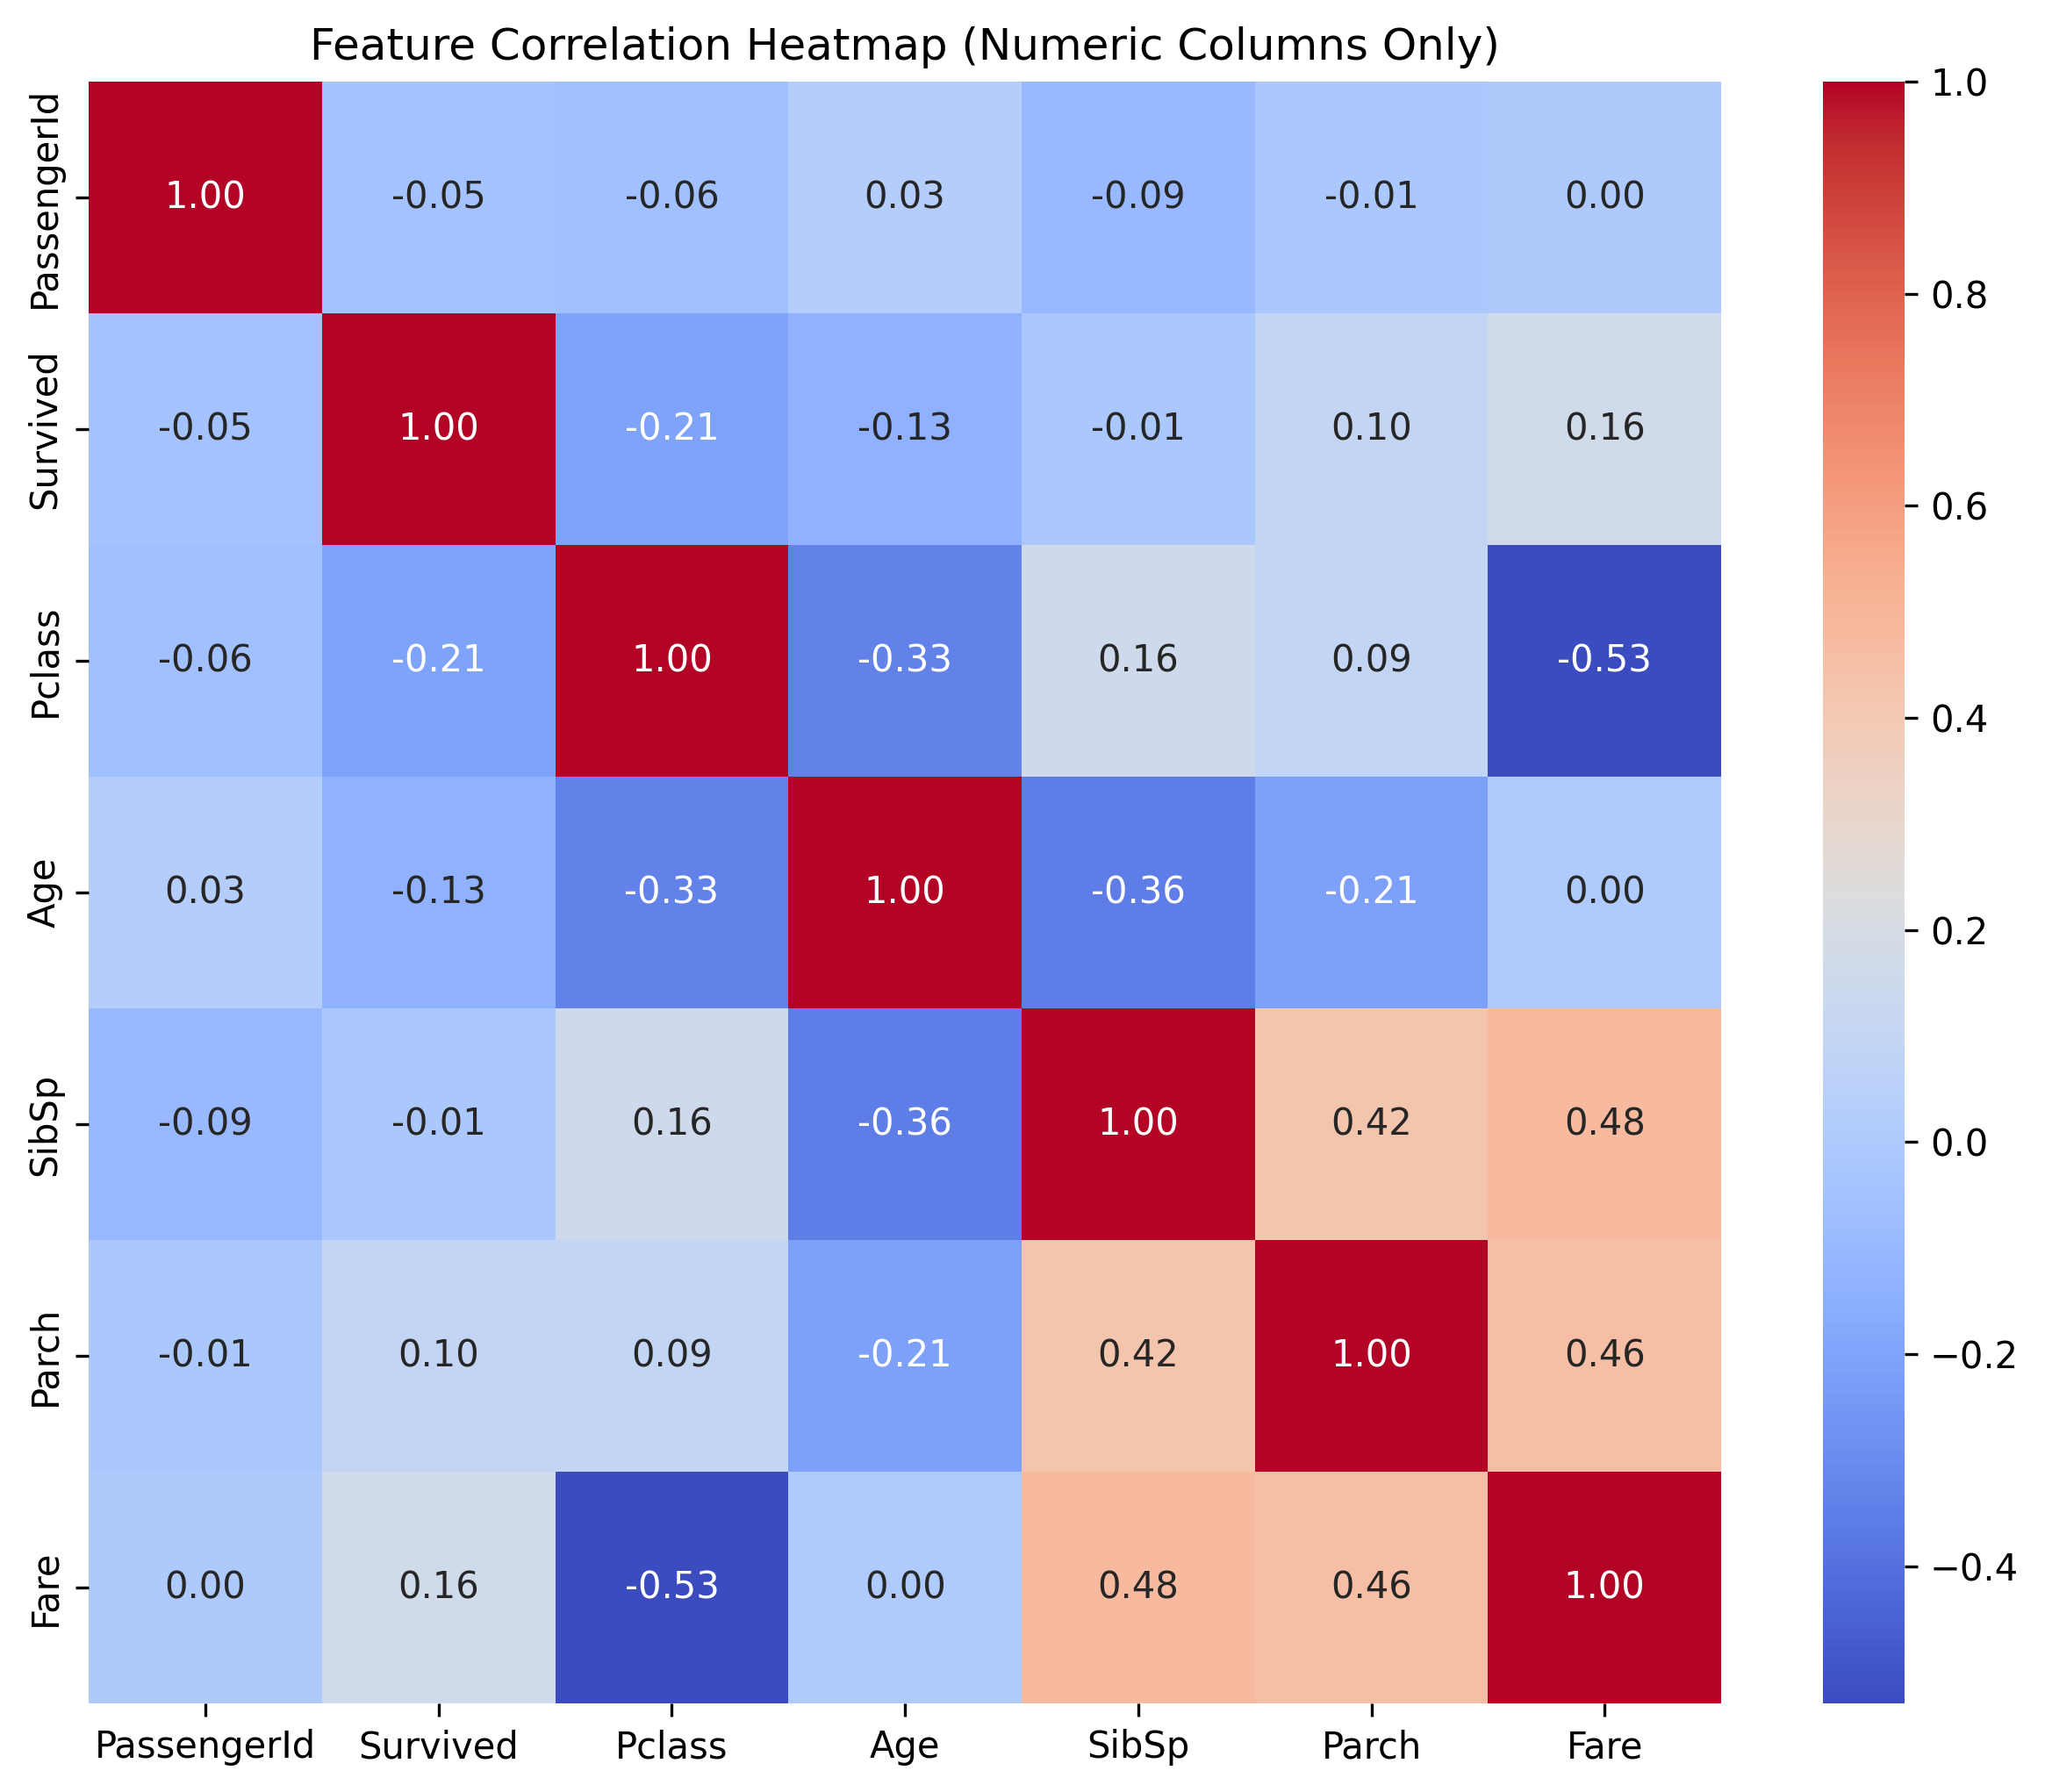 Feature Correlation Heatmap (Numeric Columns Only)
PassengerId 1.00 -0.05 -0.06 0.03 -0.09 -0.01 0.00
Survived -0.05 1.00 -0.21 -0.13 -0.01 0.10 0.16
Pclass -0.06 -0.21 1.00 -0.33 0.16 0.09 -0.53
Age 0.03 -0.13 -0.33 1.00 -0.36 -0.21 0.00
SibSp -0.09 -0.01 0.16 -0.36 1.00 0.42 0.48
Parch -0.01 0.10 0.09 -0.21 0.42 1.00 0.46
Fare 0.00 0.16 -0.53 0.00 0.48 0.46 1.00
PassengerId Survived Pclass Age SibSp Parch Fare
1.0
0.8
0.6
0.4
0.2
0.0
−0.2
−0.4